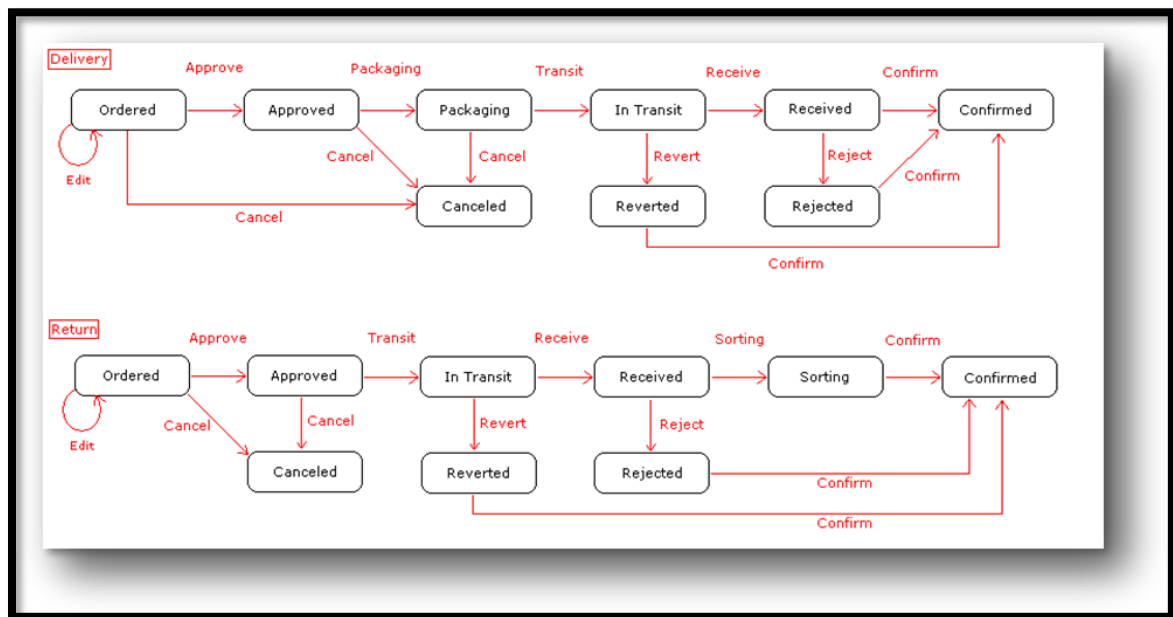 Delivery
Approve
Packaging
Transit
Receive
Confirm
Ordered
Approved
Packaging
In Transit
Received
Confirmed
Edit
Cancel
Cancel
Revert
Reject
Confirm
Canceled
Reverted
Rejected
Cancel
Confirm
Return
Approve
Transit
Receive
Sorting
Confirm
Ordered
Approved
In Transit
Received
Sorting
Confirmed
Edit
Cancel
Cancel
Revert
Reject
Canceled
Reverted
Rejected
Confirm
Confirm